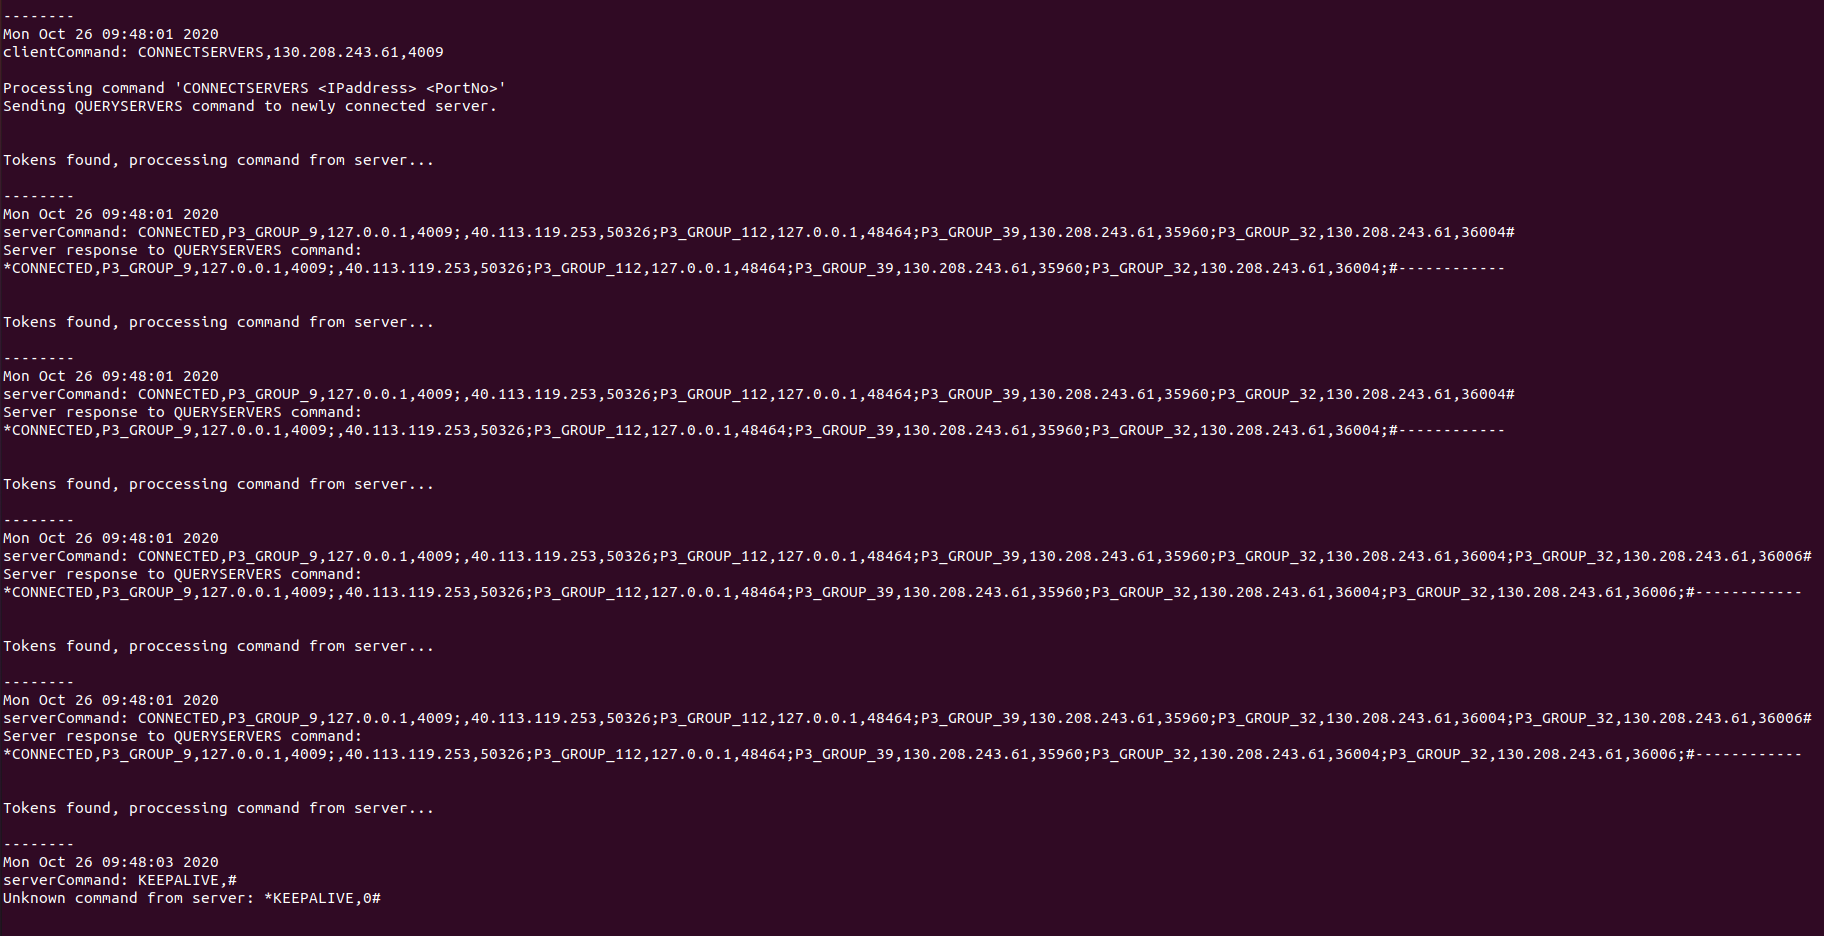 --------
Mon Oct 26 09:48:01 2020
clientCommand: CONNECTSERVERS,130.208.243.61,4009
Processing command 'CONNECTSERVERS <IPaddress> <PortNo>'
Sending QUERYSERVERS command to newly connected server.
Tokens found, proccessing command from server...
--------
Mon Oct 26 09:48:01 2020
serverCommand: CONNECTED,P3_GROUP_9,127.0.0.1,4009;,40.113.119.253,50326;P3_GROUP_112,127.0.0.1,48464;P3_GROUP_39,130.208.243.61,35960;P3_GROUP_32,130.208.243.61,36004#
Server response to QUERYSERVERS command:
*CONNECTED,P3_GROUP_9,127.0.0.1,4009;,40.113.119.253,50326;P3_GROUP_112,127.0.0.1,48464;P3_GROUP_39,130.208.243.61,35960;P3_GROUP_32,130.208.243.61,36004;#------------
Tokens found, proccessing command from server...
--------
Mon Oct 26 09:48:01 2020
serverCommand: CONNECTED,P3_GROUP_9,127.0.0.1,4009;,40.113.119.253,50326;P3_GROUP_112,127.0.0.1,48464;P3_GROUP_39,130.208.243.61,35960;P3_GROUP_32,130.208.243.61,36004#
Server response to QUERYSERVERS command:
*CONNECTED,P3_GROUP_9,127.0.0.1,4009;,40.113.119.253,50326;P3_GROUP_112,127.0.0.1,48464;P3_GROUP_39,130.208.243.61,35960;P3_GROUP_32,130.208.243.61,36004;#------------
Tokens found, proccessing command from server...
--------
Mon Oct 26 09:48:01 2020
serverCommand: CONNECTED,P3_GROUP_9,127.0.0.1,4009;,40.113.119.253,50326;P3_GROUP_112,127.0.0.1,48464;P3_GROUP_39,130.208.243.61,35960;P3_GROUP_32,130.208.243.61,36004;P3_GROUP_32,130.208.243.61,36006#
Server response to QUERYSERVERS command:
*CONNECTED,P3_GROUP_9,127.0.0.1,4009;,40.113.119.253,50326;P3_GROUP_112,127.0.0.1,48464;P3_GROUP_39,130.208.243.61,35960;P3_GROUP_32,130.208.243.61,36004;P3_GROUP_32,130.208.243.61,36006;#------------
Tokens found, proccessing command from server...
--------
Mon Oct 26 09:48:01 2020
serverCommand: CONNECTED,P3_GROUP_9,127.0.0.1,4009;,40.113.119.253,50326;P3_GROUP_112,127.0.0.1,48464;P3_GROUP_39,130.208.243.61,35960;P3_GROUP_32,130.208.243.61,36004;P3_GROUP_32,130.208.243.61,36006#
Server response to QUERYSERVERS command:
*CONNECTED,P3_GROUP_9,127.0.0.1,4009;,40.113.119.253,50326;P3_GROUP_112,127.0.0.1,48464;P3_GROUP_39,130.208.243.61,35960;P3_GROUP_32,130.208.243.61,36004;P3_GROUP_32,130.208.243.61,36006;#------------
Tokens found, proccessing command from server...
--------
Mon Oct 26 09:48:03 2020
serverCommand: KEEPALIVE,#
Unknown command from server: *KEEPALIVE,0#